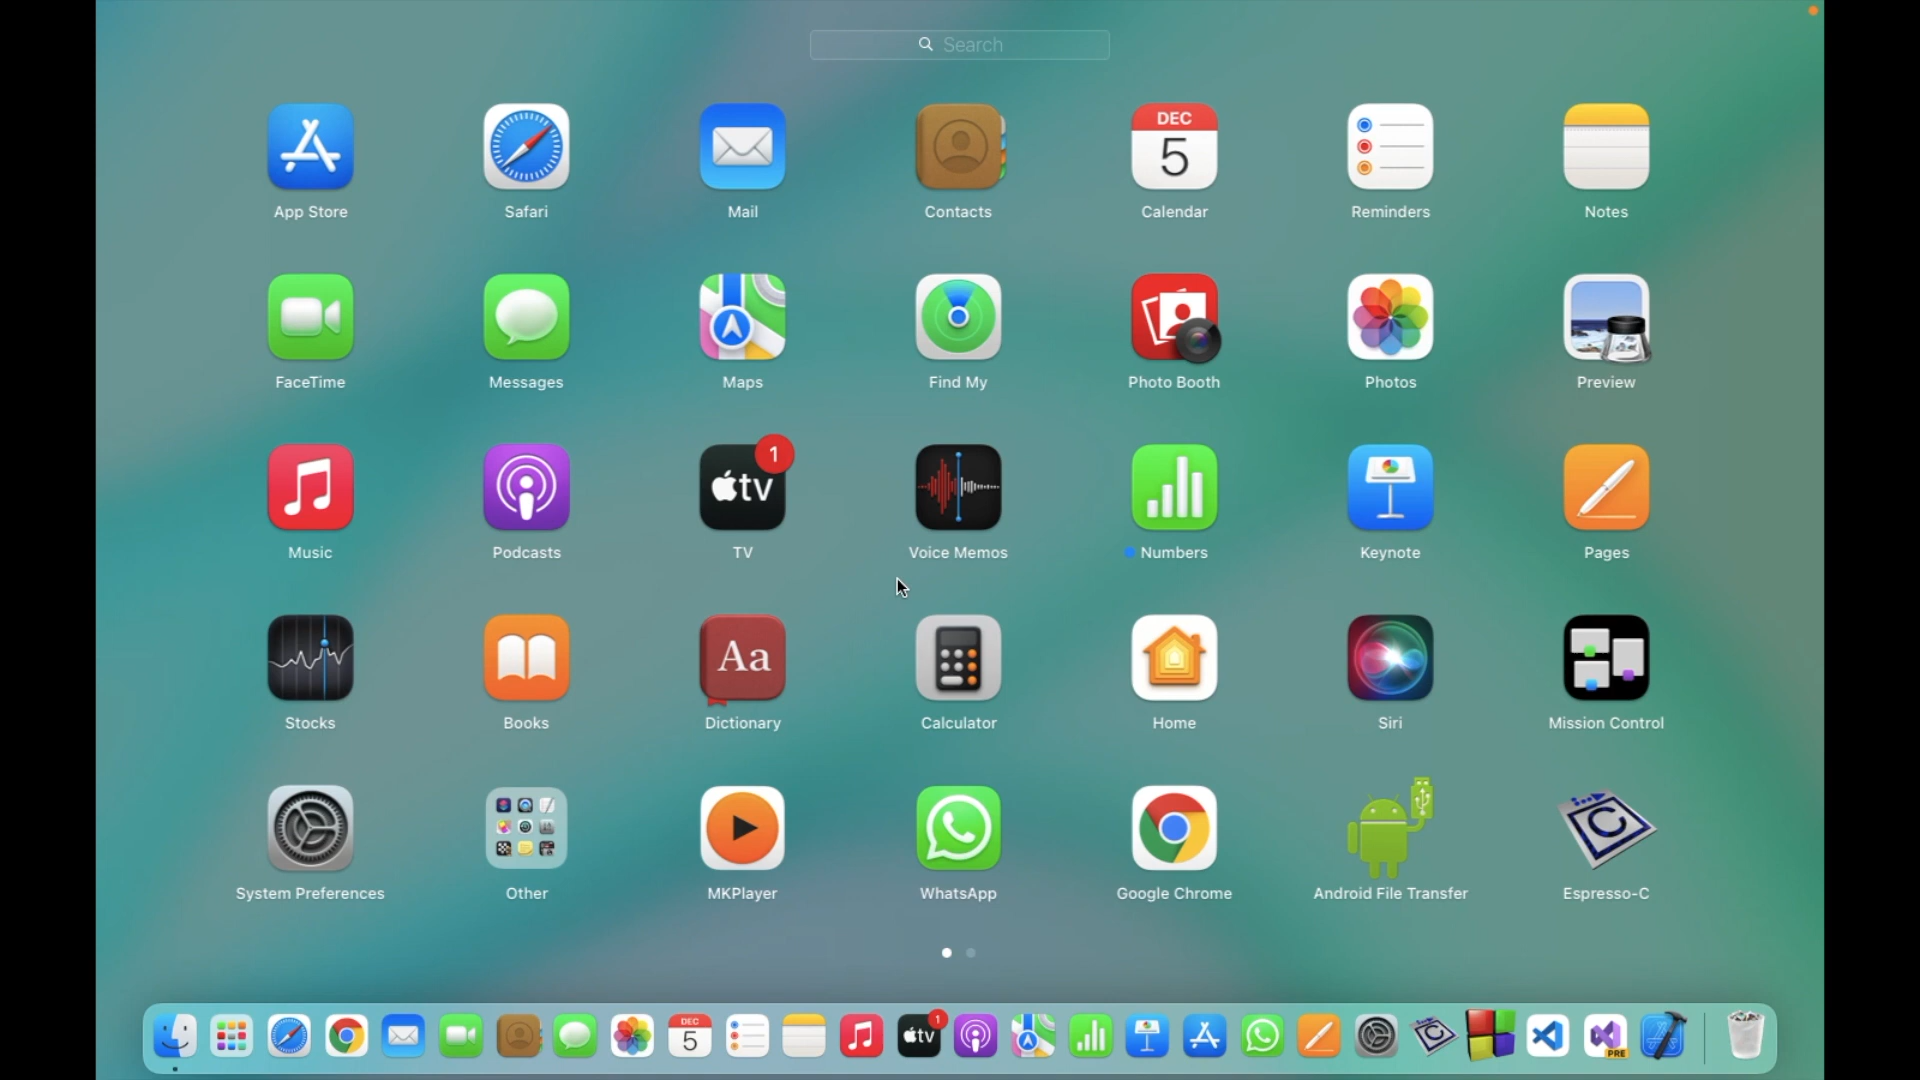 Search
DEC
5
App Store
Safari
Mail
Contacts
Calendar
Reminders
Notes
FaceTime
Messages
Maps
Find My
Photo Booth
Photos
Preview
1
tv
Music
Podcasts
TV
Voice Memos
Numbers
Keynote
Pages
Aa
Stocks
Books
Dictionary
Calculator
Home
Siri
Mission Control
C
System Preferences
Other
MKPlayer
WhatsApp
Google Chrome
Android File Transfer
Espresso-C
DEC
5
tv
1
C
PRE